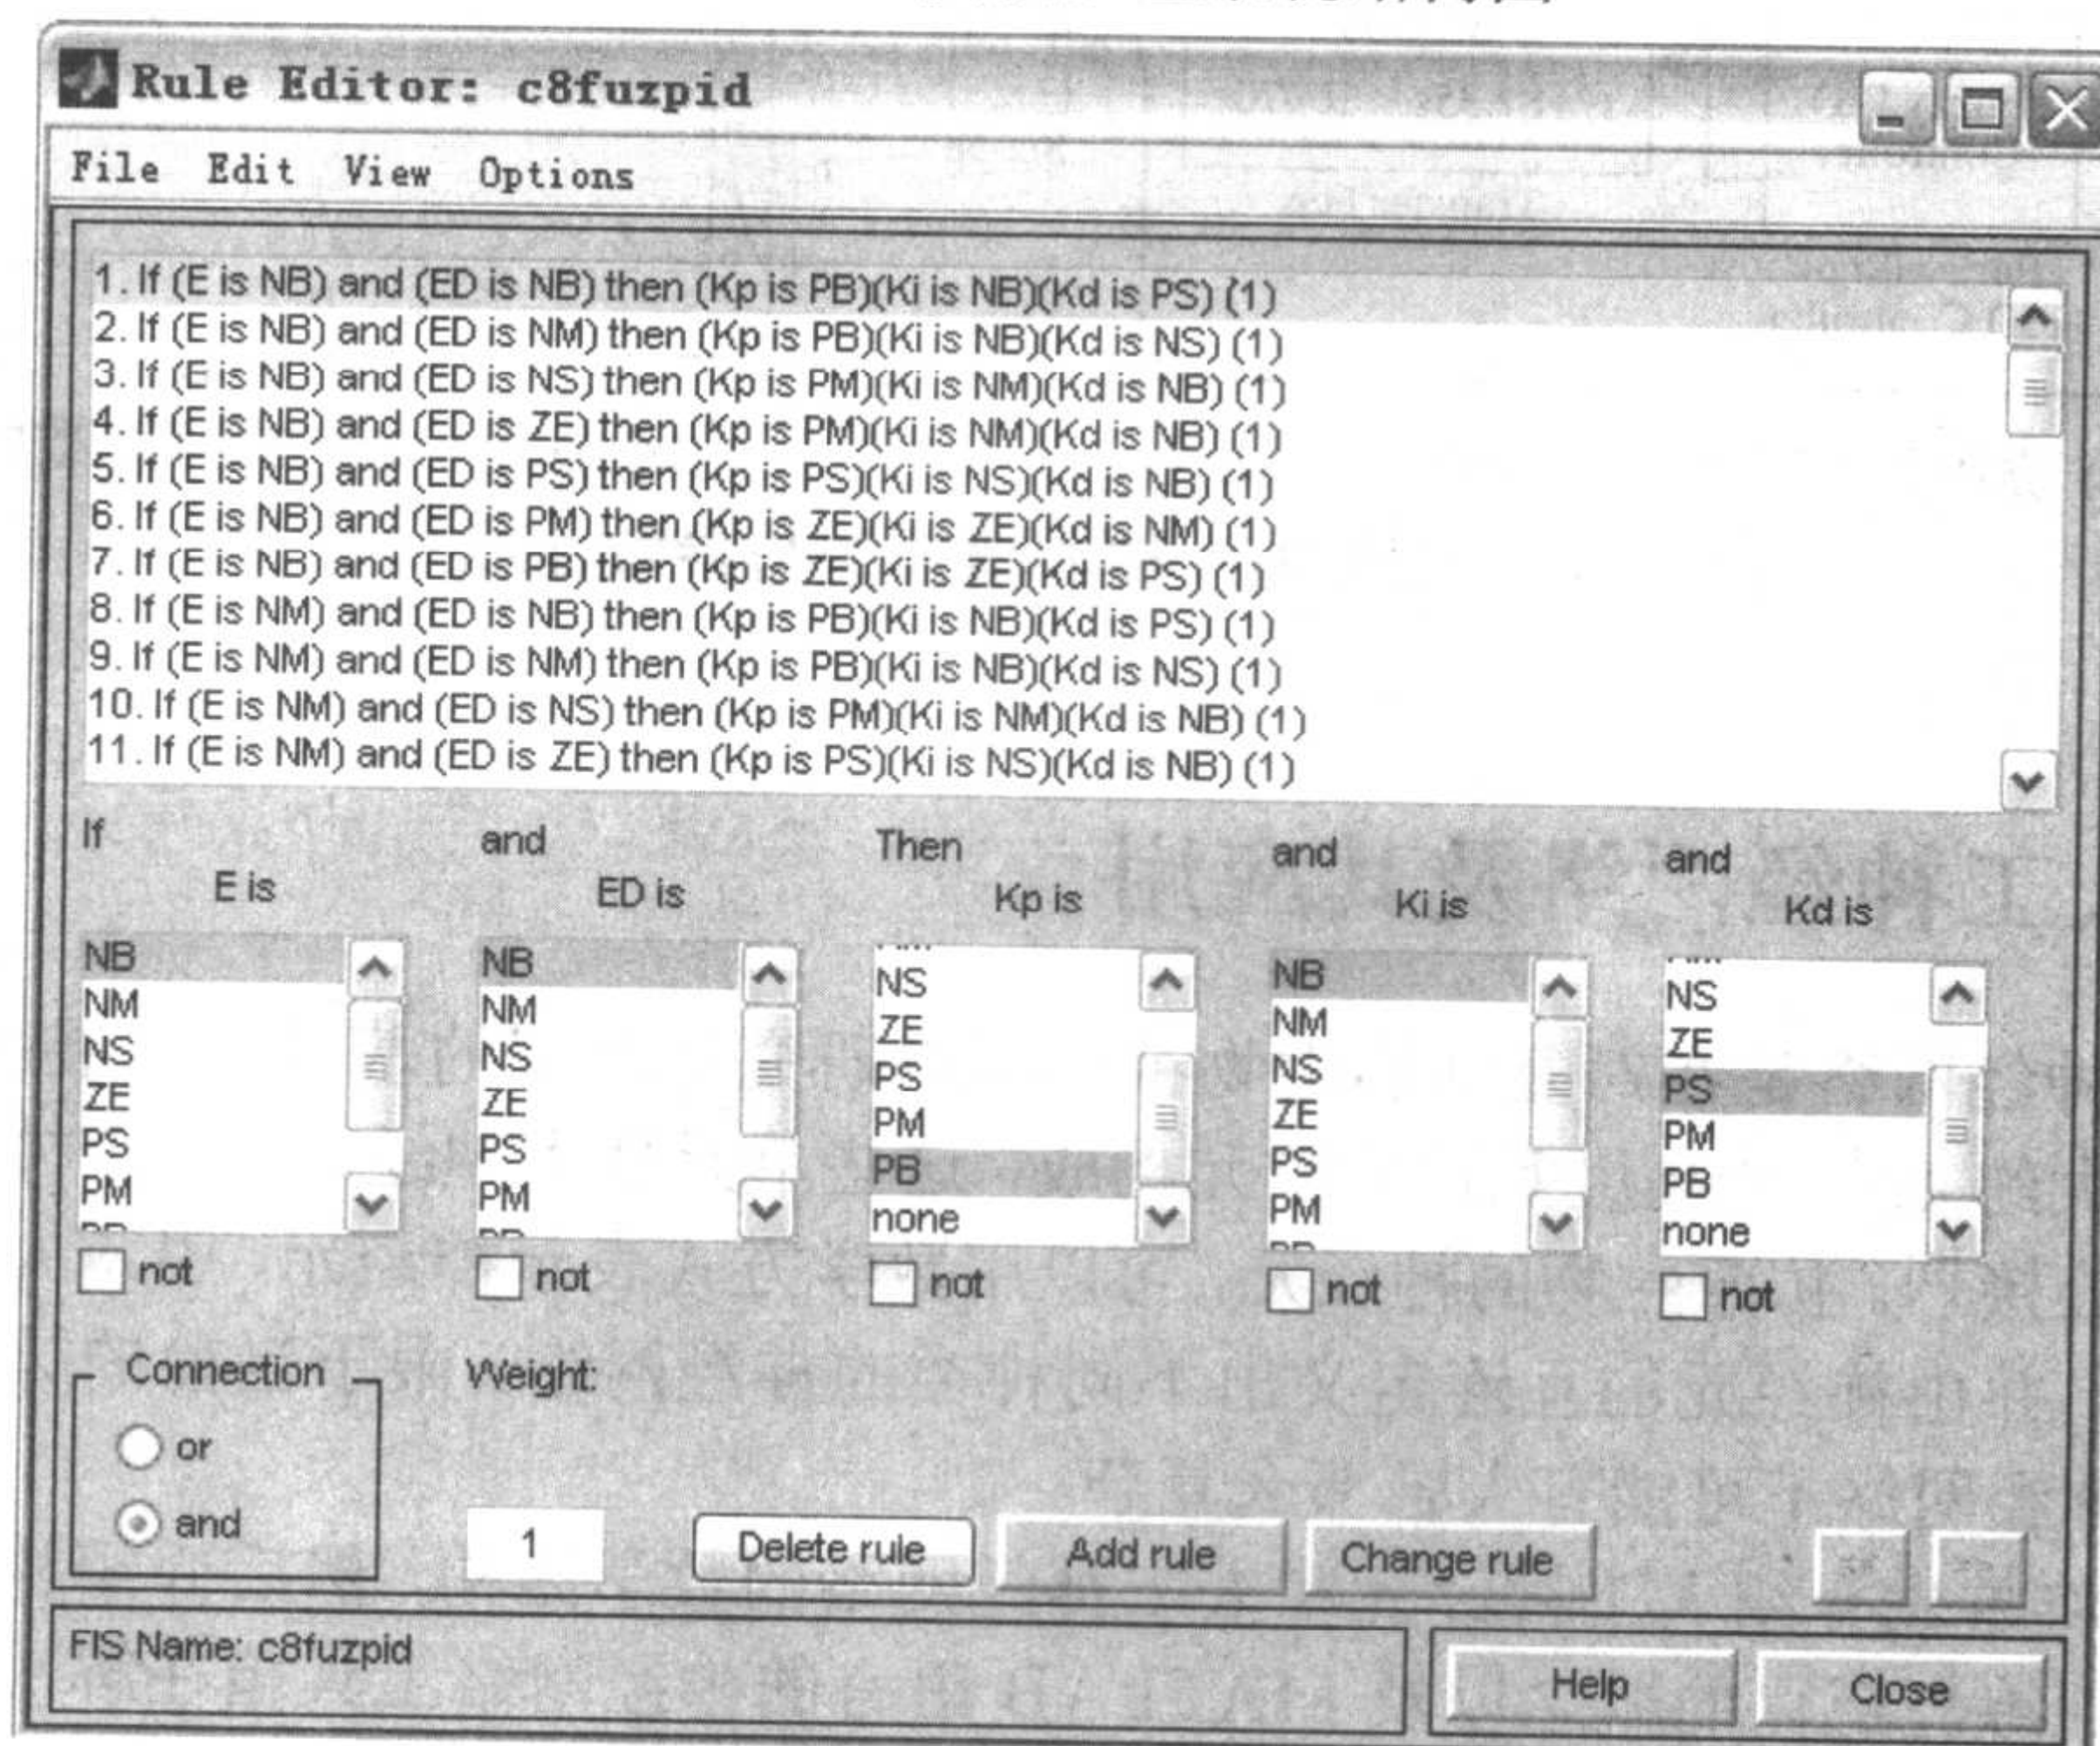 Rule Editor: c8fuzpid
File Edit View Options
1. If (E is NB) and (ED is NB) then (Kp is PB)(Ki is NB)(Kd is PS) (1)
2. If (E is NB) and (ED is NM) then (Kp is PB)(Ki is NB)(Kd is NS) (1)
3. If (E is NB) and (ED is NS) then (Kp is PM)(Ki is NM)(Kd is NB) (1)
4. If (E is NB) and (ED is ZE) then (Kp is PM)(Ki is NM)(Kd is NB) (1)
5. If (E is NB) and (ED is PS) then (Kp is PS)(Ki is NS)(Kd is NB) (1)
6. If (E is NB) and (ED is PM) then (Kp is ZE)(Ki is ZE)(Kd is NM) (1)
7. If (E is NB) and (ED is PB) then (Kp is ZE)(Ki is ZE)(Kd is PS) (1)
8. If (E is NM) and (ED is NB) then (Kp is PB)(Ki is NB)(Kd is PS) (1)
9. If (E is NM) and (ED is NM) then (Kp is PB)(Ki is NB)(Kd is NS) (1)
10. If (E is NM) and (ED is NS) then (Kp is PM)(Ki is NM)(Kd is NB) (1)
11. If (E is NM) and (ED is ZE) then (Kp is PS)(Ki is NS)(Kd is NB) (1)
If
E is
NB
NM
NS
ZE
PS
PM
not
and
ED is
NB
NM
NS
ZE
PS
PM
not
Then
Kp is
NS
ZE
PS
PM
PB
none
not
and
Ki is
NB
NM
NS
ZE
PS
PM
not
and
Kd is
NS
ZE
PS
PM
PB
none
not
Connection
or
and
Weight:
1
Delete rule
Add rule
Change rule
FIS Name: c8fuzpid
Help
Close